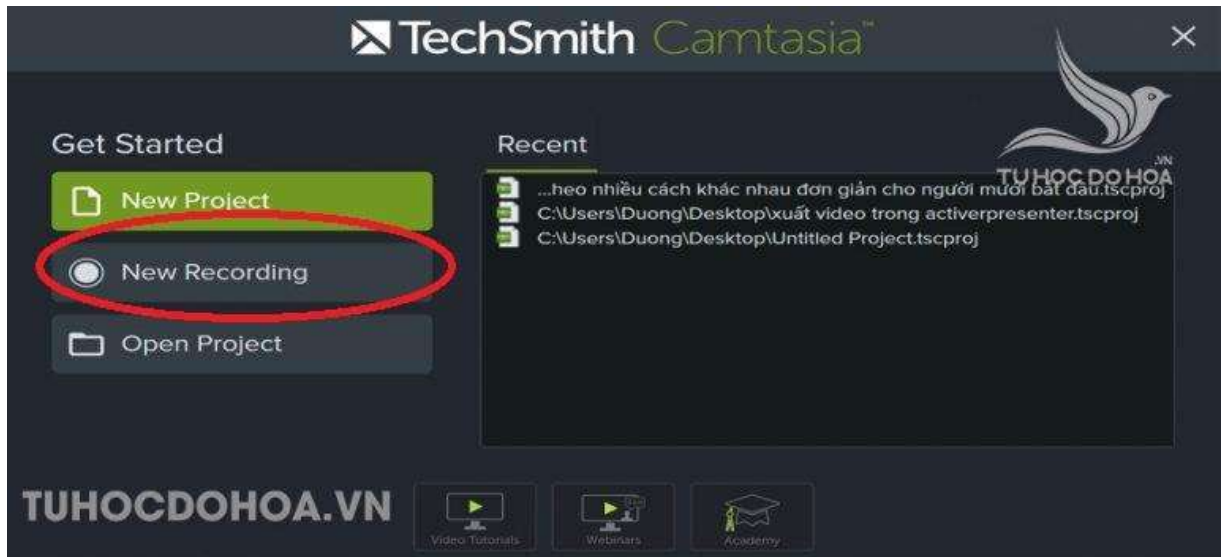 TechSmith Camtasia™
Get Started
New Project
New Recording
Open Project
Recent
...heo nhiều cách khác nhau đơn giản cho người mười bắt đầu.tscproj
C:\Users\Duong\Desktop\xuất video trong activerpresenter.tscproj
C:\Users\Duong\Desktop\Untitled Project.tscproj
.VN
TUHOCDOHOA
TUHOCDOHOA.VN
Video Tutorials
Webinars
Academy